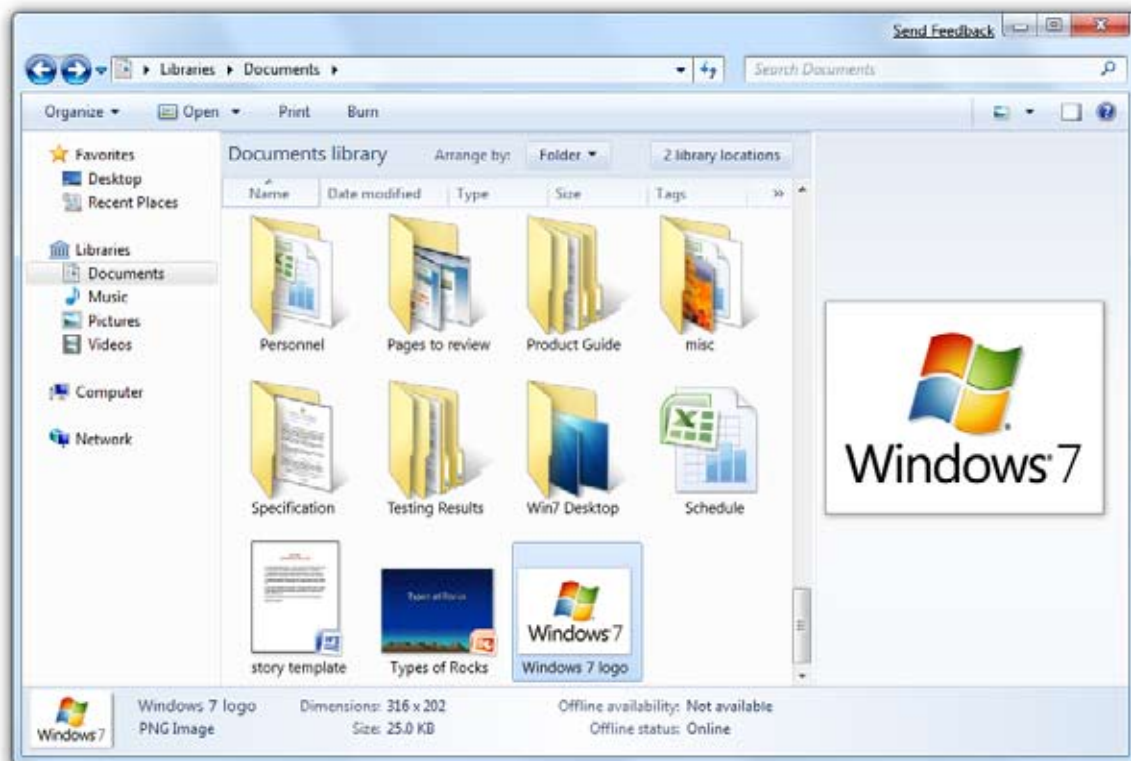 Send Feedback
Libraries Documents
Search Documents
Organize Open Print Burn
Favorites
Desktop
Recent Places
Libraries
Documents
Music
Pictures
Videos
Computer
Network
Documents library Arrange by: Folder 2 library locations
Name Date modified Type Size Tags
Personnel Pages to review Product Guide misc
Specification Testing Results Win7 Desktop Schedule
Types of Rocks
Windows 7
story template Types of Rocks Windows 7 logo
Windows 7
Windows 7
Windows 7 logo Dimensions: 316 x 202 Offline availability: Not available
PNG Image Size: 25.0 KB Offline status: Online